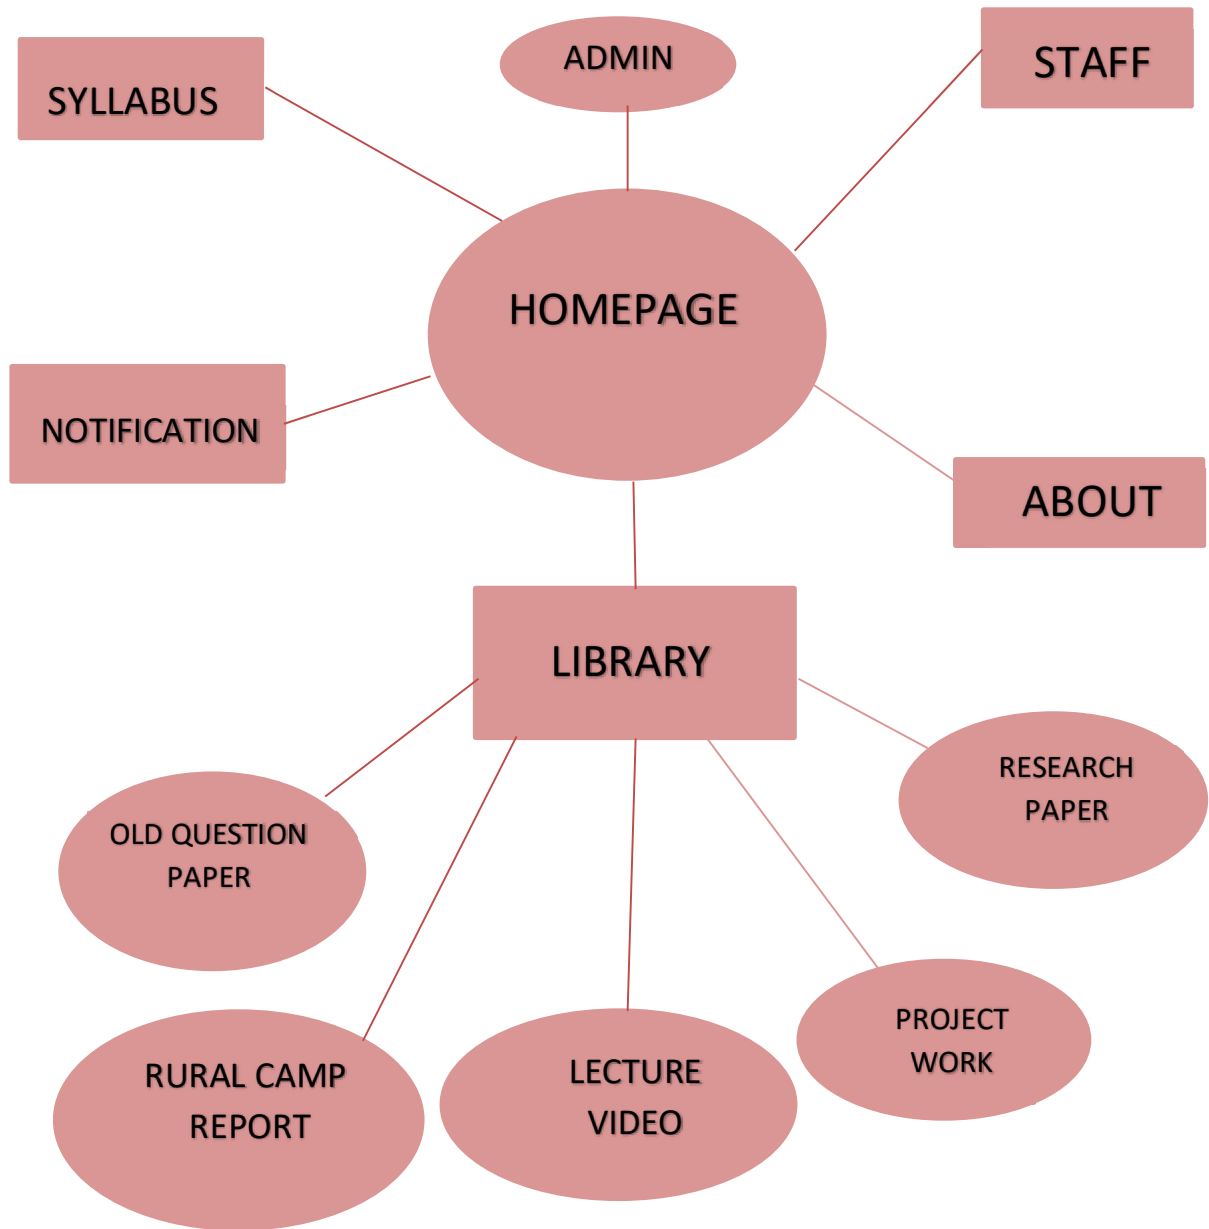 ADMIN
STAFF
SYLLABUS
HOMEPAGE
NOTIFICATION
ABOUT
LIBRARY
RESEARCH
PAPER
OLD QUESTION
PAPER
PROJECT
WORK
RURAL CAMP
REPORT
LECTURE
VIDEO